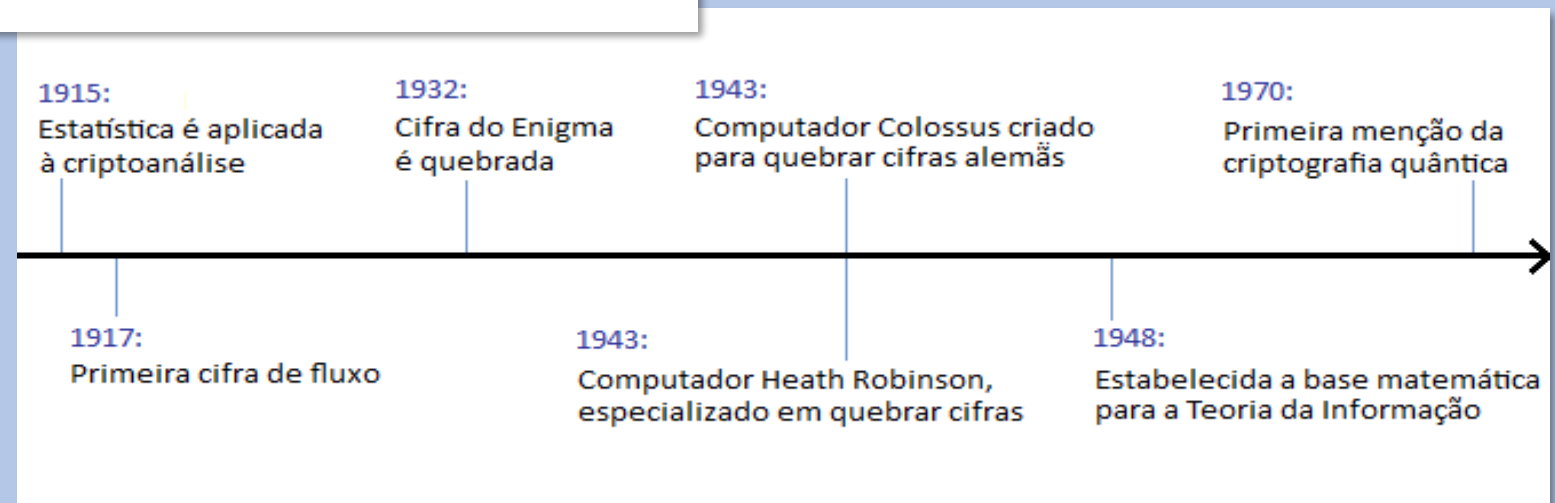 1915:
Estatística é aplicada
à criptoanálise
1932:
Cifra do Enigma
é quebrada
1943:
Computador Colossus criado
para quebrar cifras alemãs
1970:
Primeira menção da
criptografia quântica
1917:
Primeira cifra de fluxo
1943:
Computador Heath Robinson,
especializado em quebrar cifras
1948:
Estabelecida a base matemática
para a Teoria da Informação